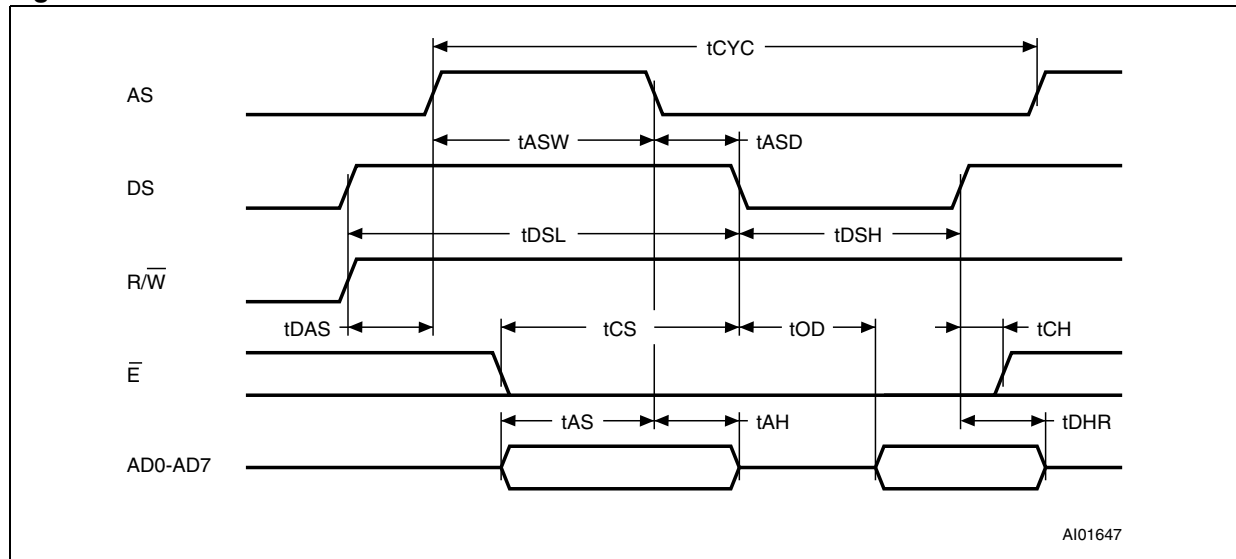 tCYC
AS
tASW tASD
DS
tDSL tDSH
R/W̅
tDAS tCS tOD tCH
E̅
tAS tAH tDHR
AD0-AD7
AI01647